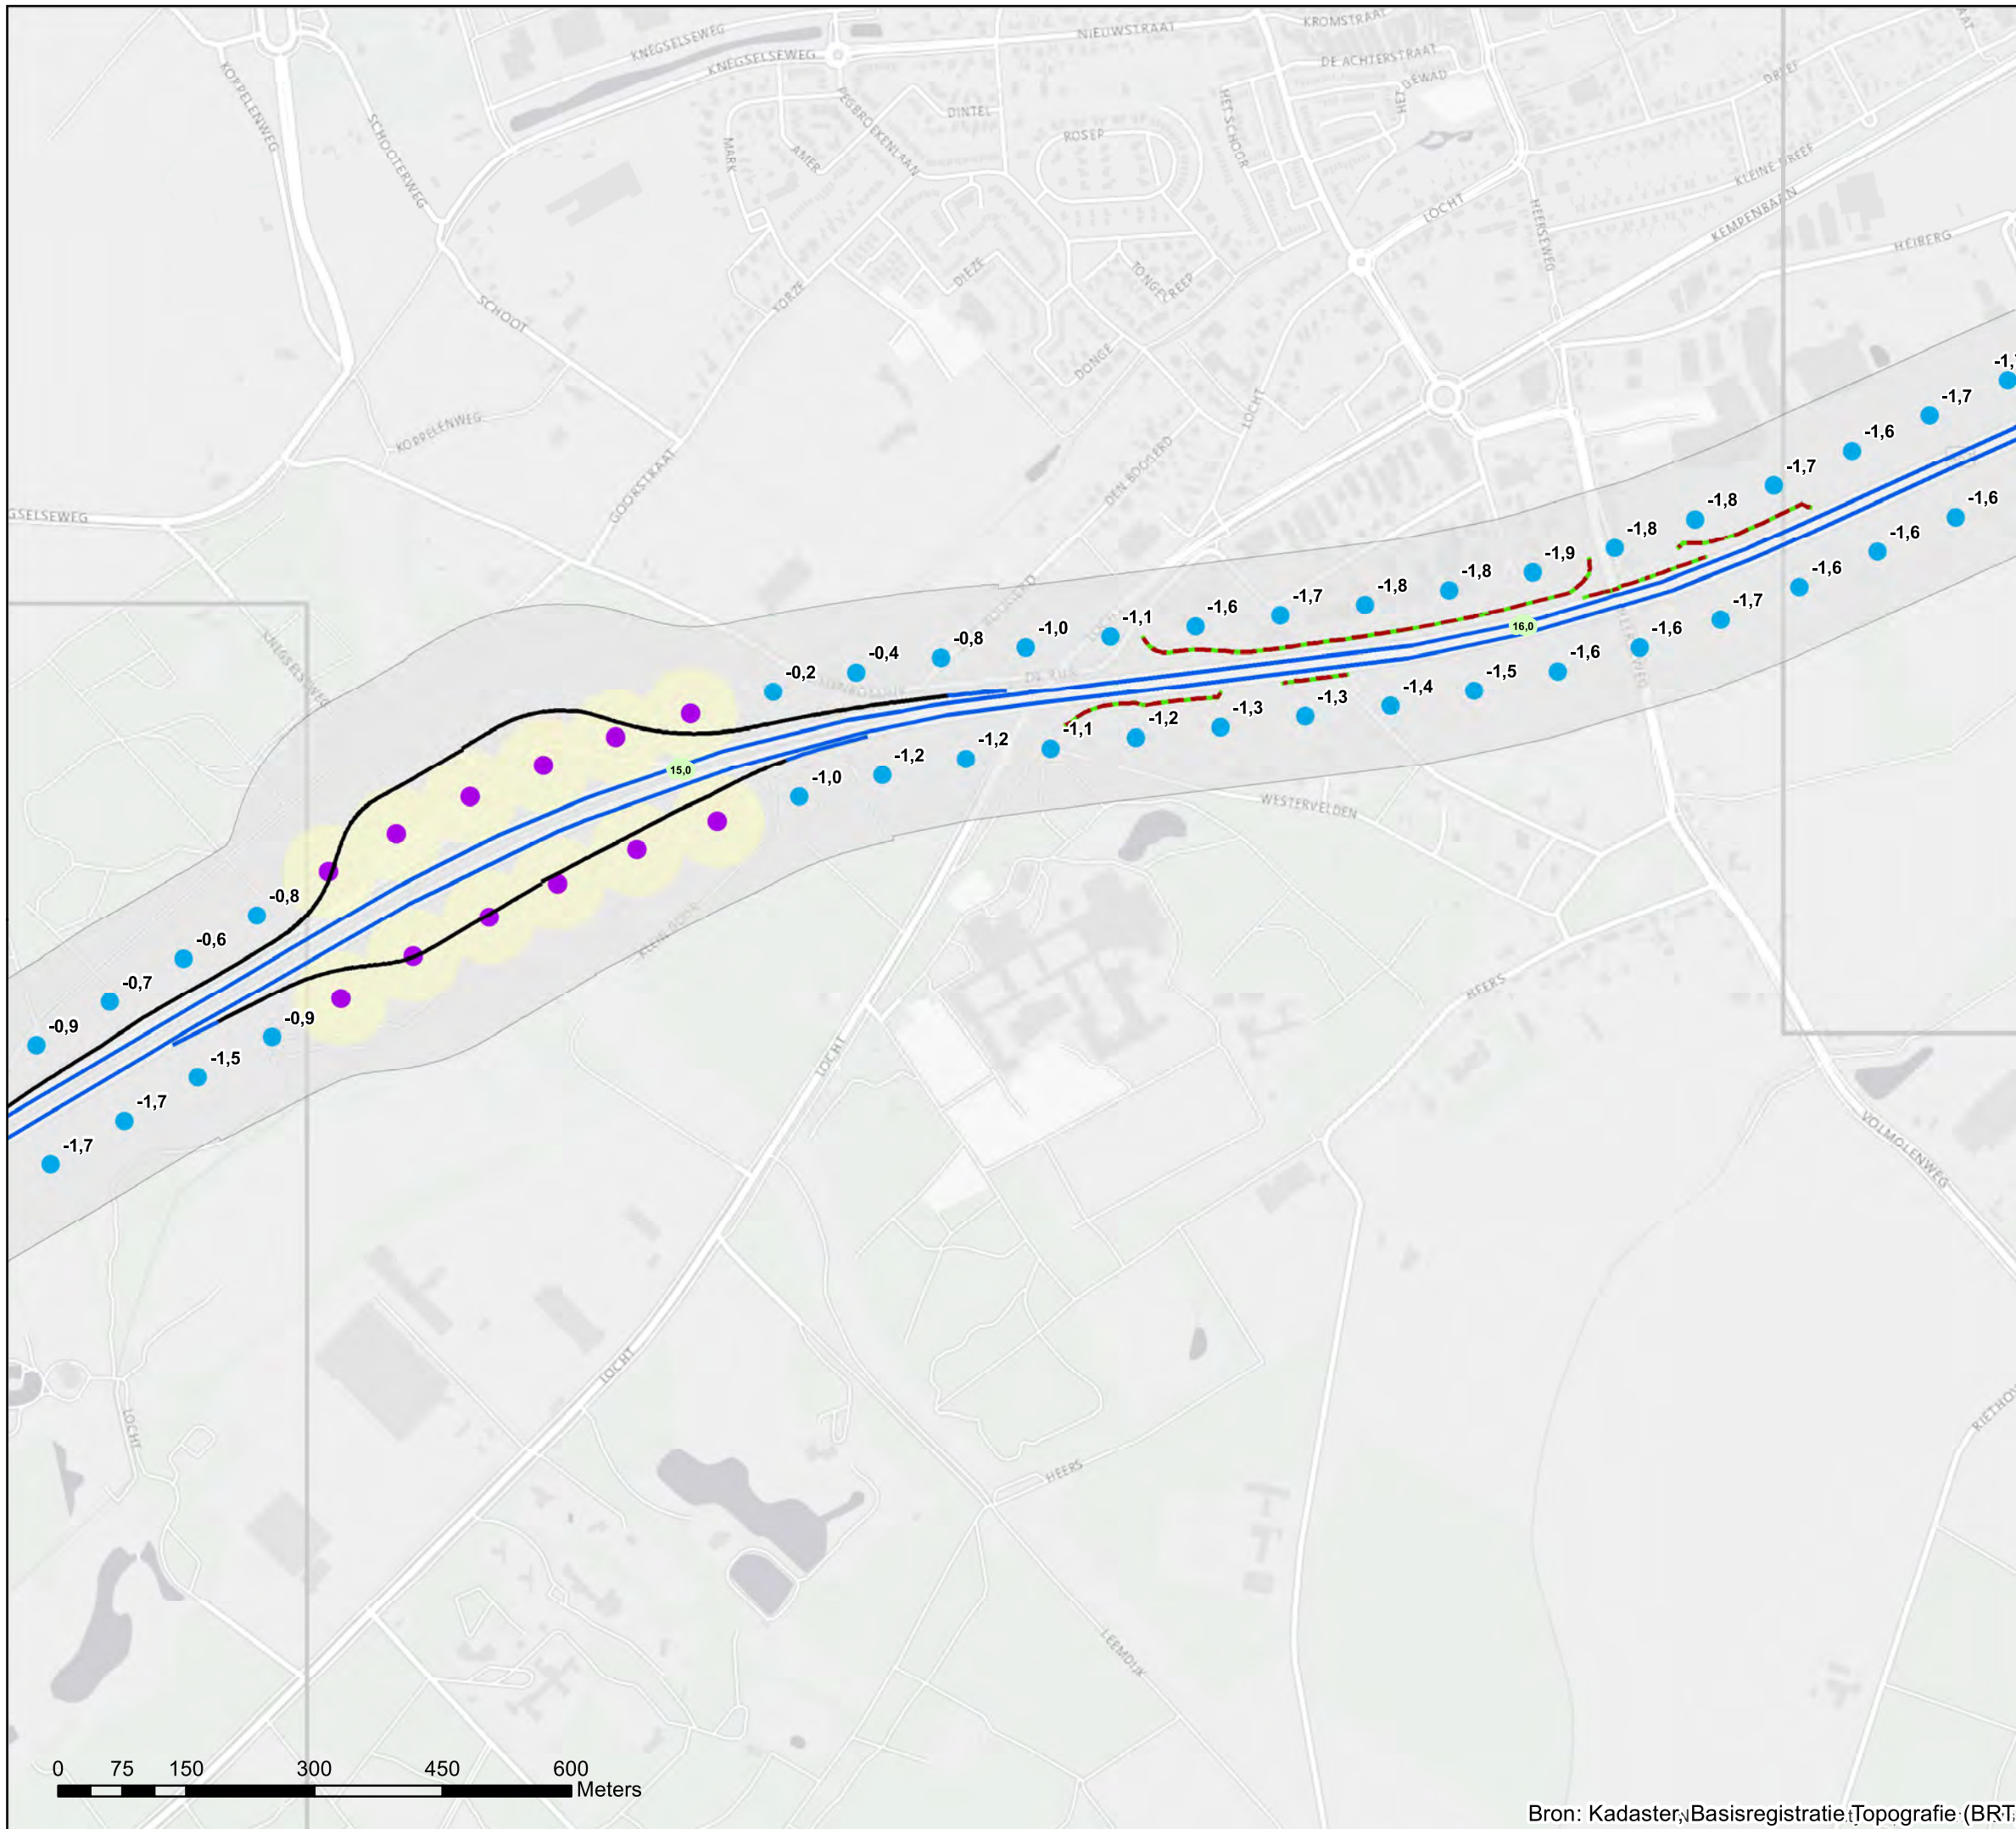 KROMSTRAAT
NIEUWSTRAAT
KNEGSELSEWEG
KNEGSELSEWEG
DE ACHTERSTRAAT
DEWAD
HEZ
DREEF
KOPPELENWEG
SCHOOTERWEG
PEGBROEKENLAAN
DINTEL
MARK
AMER
ROSEP
HET SCHOOR
KLEINE DREEF
LOCHT
HEERSEWEG
KEMPENBAAN
HEIBERG
SCHOOT
YORZE
DIEZE
TONGEL
REEP
DONGE
LOCHT
KOPPELENWEG
GOORSTRAAT
DEN BOOGERD
GSELSEWEG
-1,7
-1,6
-1,7
-1,6
-1,8
-1,6
-1,8
-1,6
-1,9
-1,8
-1,8
-1,7
-1,6
-1,7
-1,1
-1,6
-1,0
16,0
-0,8
-0,4
-0,2
DE RUN
-1,6
-1,5
-1,4
-1,3
-1,3
-1,2
-1,1
-1,2
-1,2
-1,0
15,0
WESTERVELDEN
-0,8
-0,6
-0,7
-0,9
-0,9
-1,5
-1,7
-1,7
HEERS
LOCHT
VOLMOLENWEG
LOCHT
LOCHT
HEERS
LEEMDIJK
0 75 150 300 450 600
Meters
Bron: Kadaster, Basisregistratie Topografie (BRT